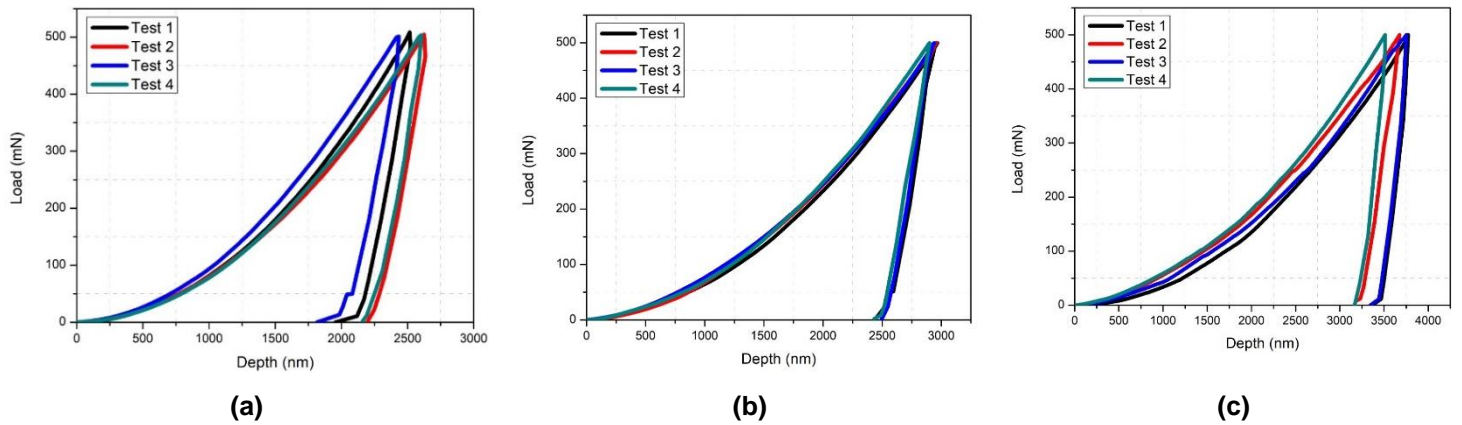 Test 1
Test 2
Test 3
Test 4
500
400
300
200
100
0
Load (mN)
0 500 1000 1500 2000 2500 3000
Depth (nm)
(a)
Test 1
Test 2
Test 3
Test 4
500
400
300
200
100
0
Load (mN)
0 500 1000 1500 2000 2500 3000
Depth (nm)
(b)
Test 1
Test 2
Test 3
Test 4
500
400
300
200
100
0
Load (mN)
0 500 1000 1500 2000 2500 3000 3500 4000
Depth (nm)
(c)